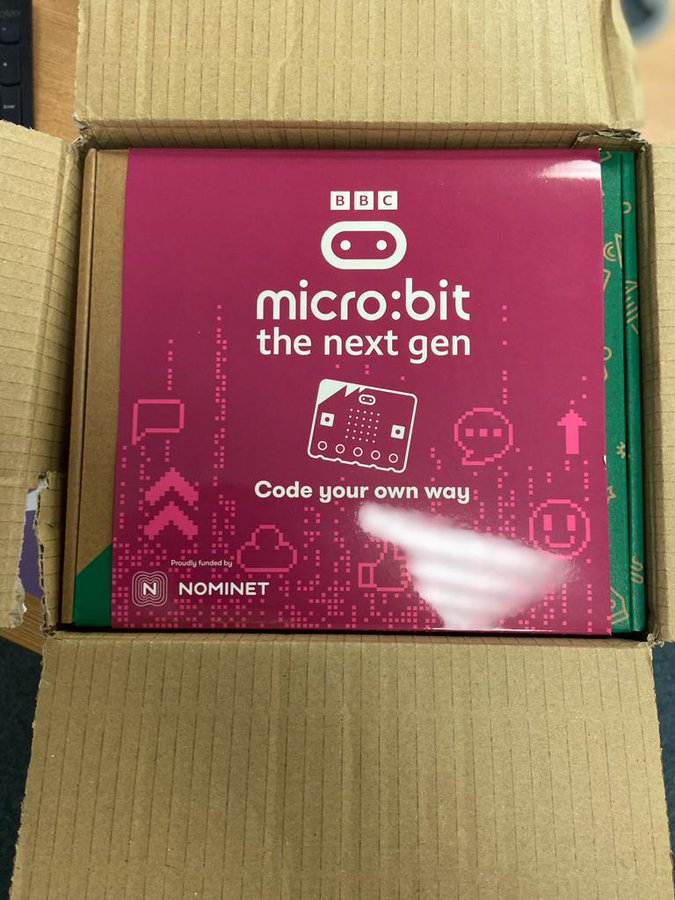 BBC
micro:bit
the next gen
Code your own way
Proudly funded by
N NOMINET